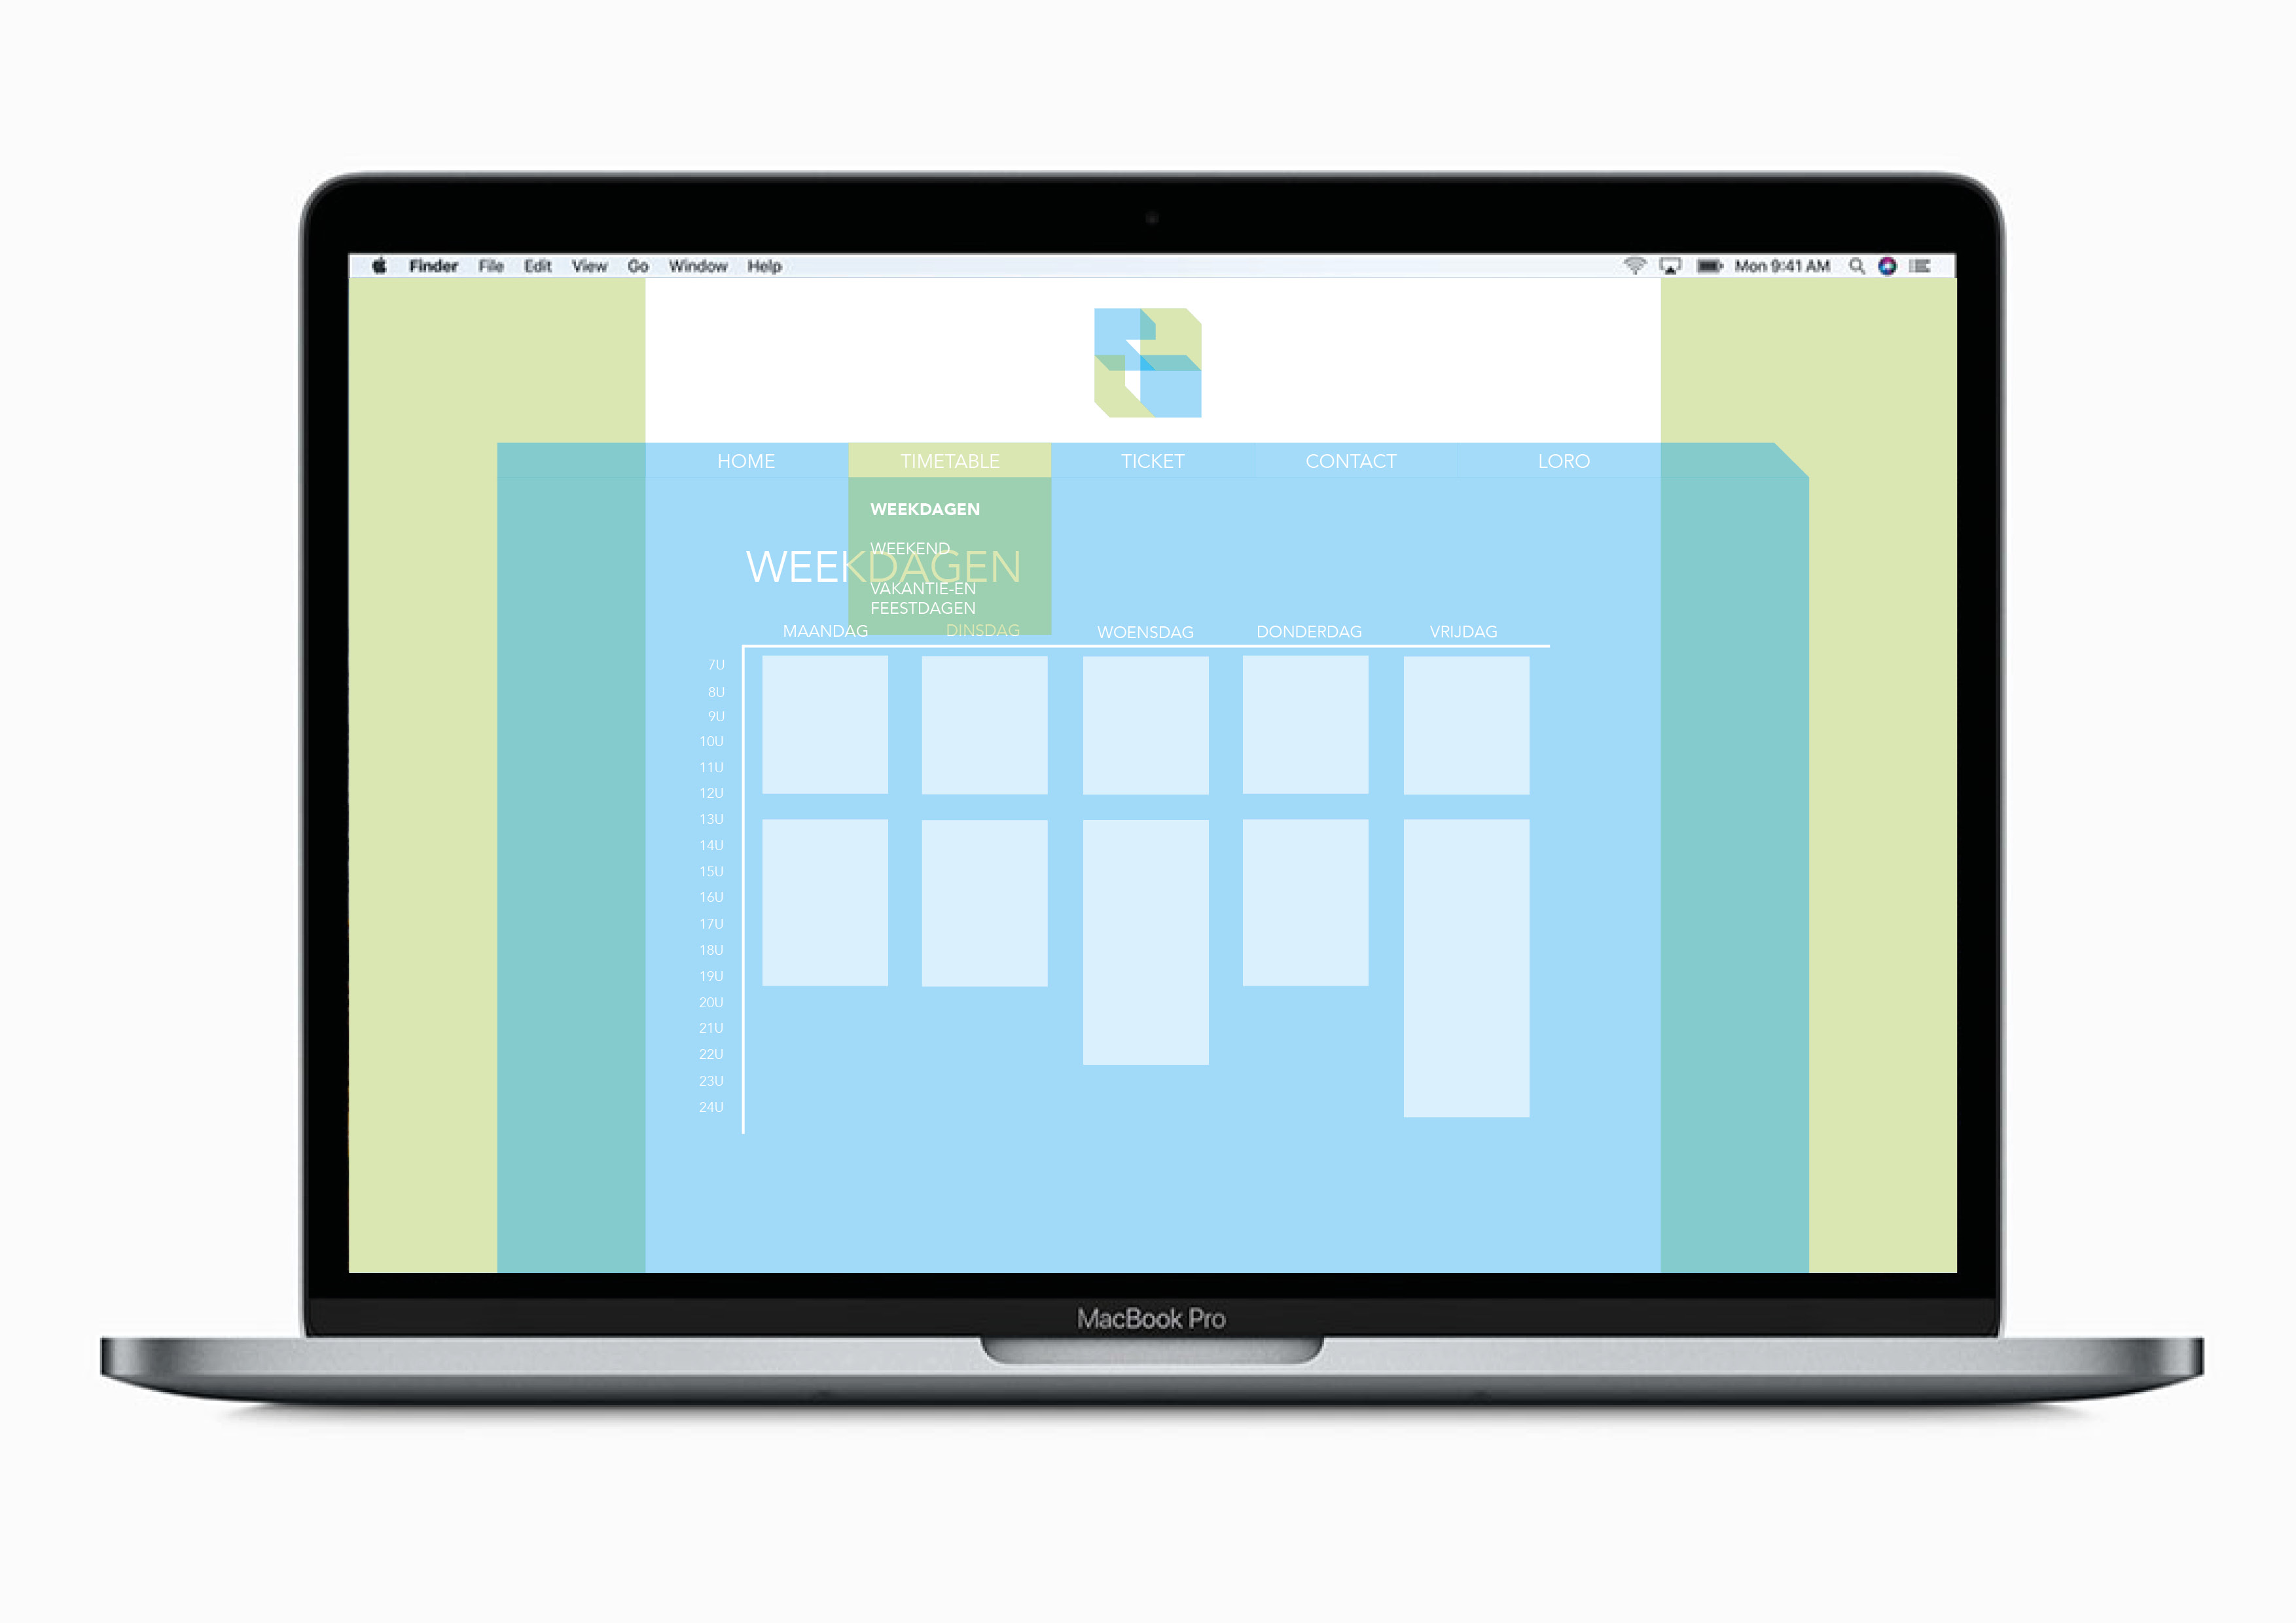 Finder File Edit View Go Window Help Mon 9:41 AM
HOME TIMETABLE TICKET CONTACT LORO
WEEKDAGEN
WEEKEND
WEEKDAGEN
VAKANTIE-EN
FEESTDAGEN
MAANDAG DINSDAG WOENSDAG DONDERDAG VRIJDAG
7U
8U
9U
10U
11U
12U
13U
14U
15U
16U
17U
18U
19U
20U
21U
22U
23U
24U
MacBook Pro